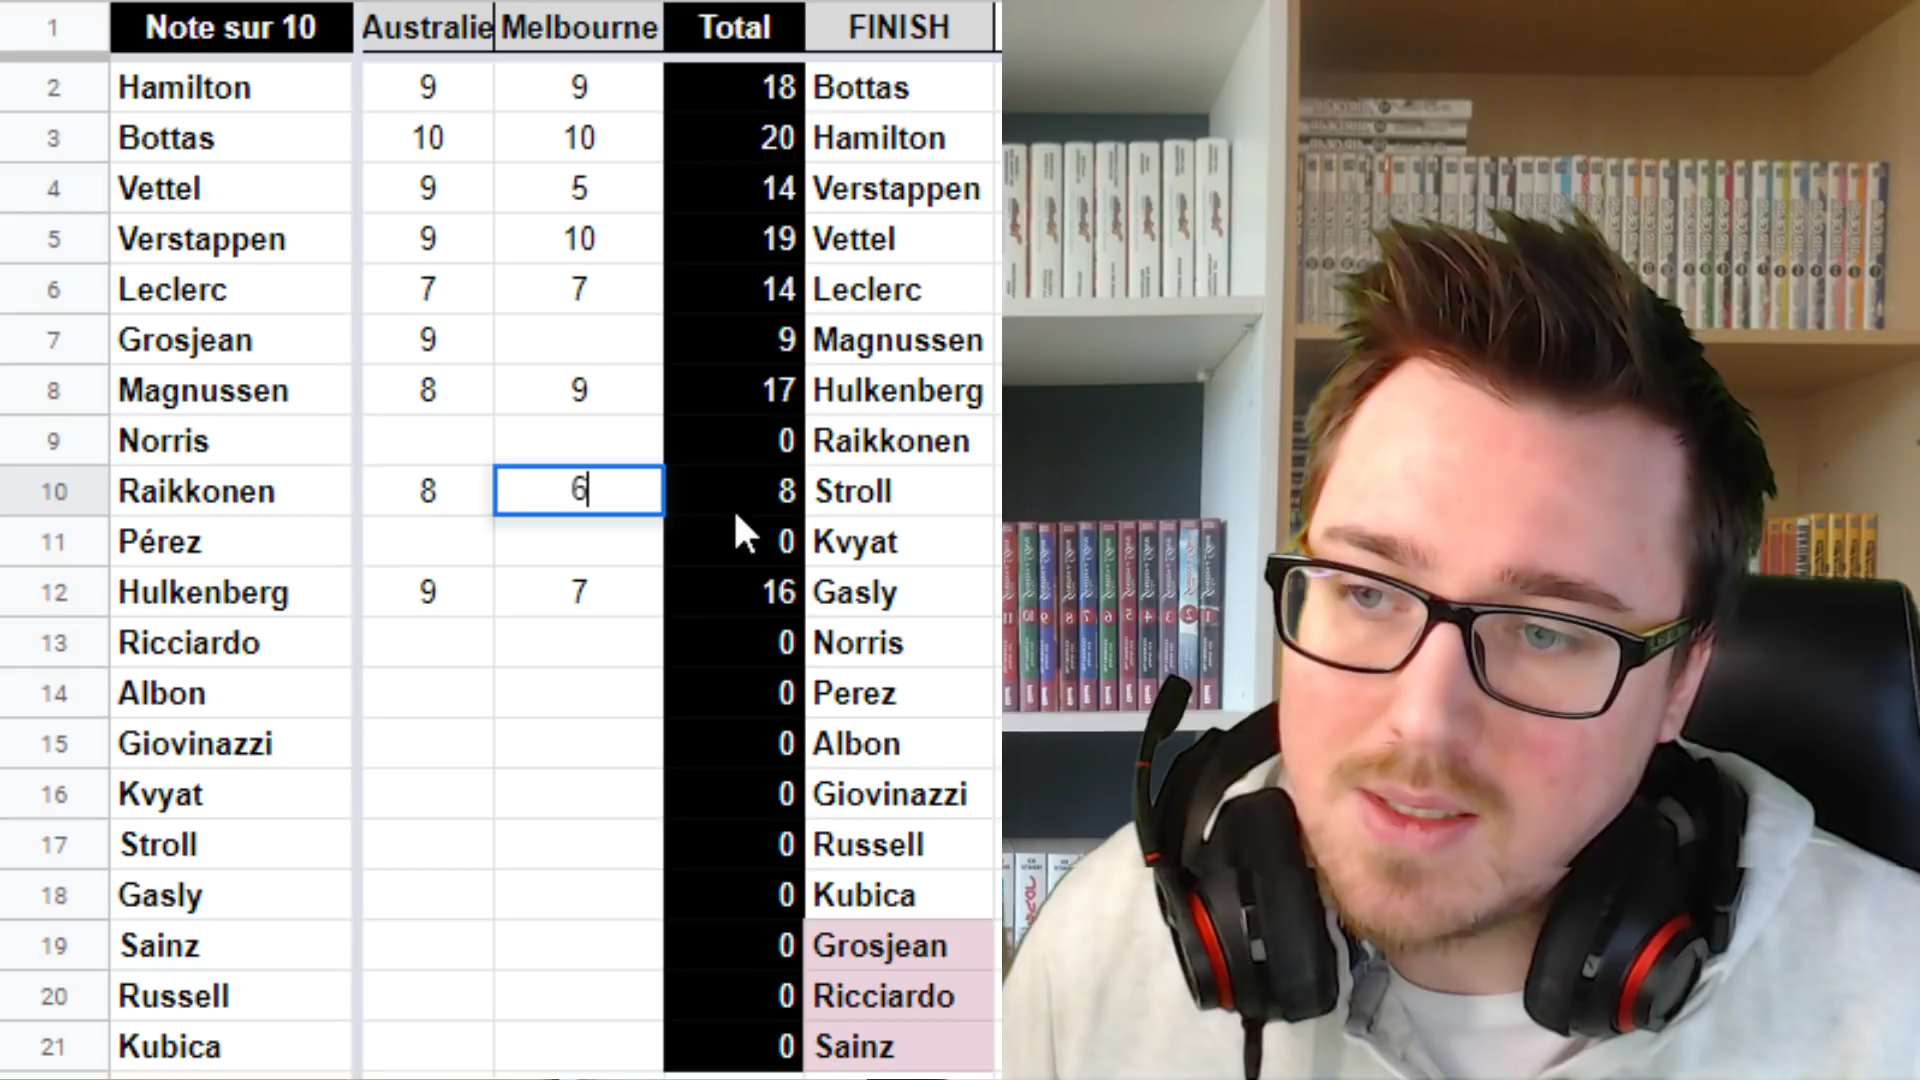 1 Note sur 10 Australie Melbourne Total FINISH
2 Hamilton 9 9 18 Bottas
3 Bottas 10 10 20 Hamilton
4 Vettel 9 5 14 Verstappen
5 Verstappen 9 10 19 Vettel
6 Leclerc 7 7 14 Leclerc
7 Grosjean 9 9 Magnussen
8 Magnussen 8 9 17 Hulkenberg
9 Norris 0 Raikkonen
10 Raikkonen 8 6 8 Stroll
11 Pérez 0 Kvyat
12 Hulkenberg 9 7 16 Gasly
13 Ricciardo 0 Norris
14 Albon 0 Perez
15 Giovinazzi 0 Albon
16 Kvyat 0 Giovinazzi
17 Stroll 0 Russell
18 Gasly 0 Kubica
19 Sainz 0 Grosjean
20 Russell 0 Ricciardo
21 Kubica 0 Sainz